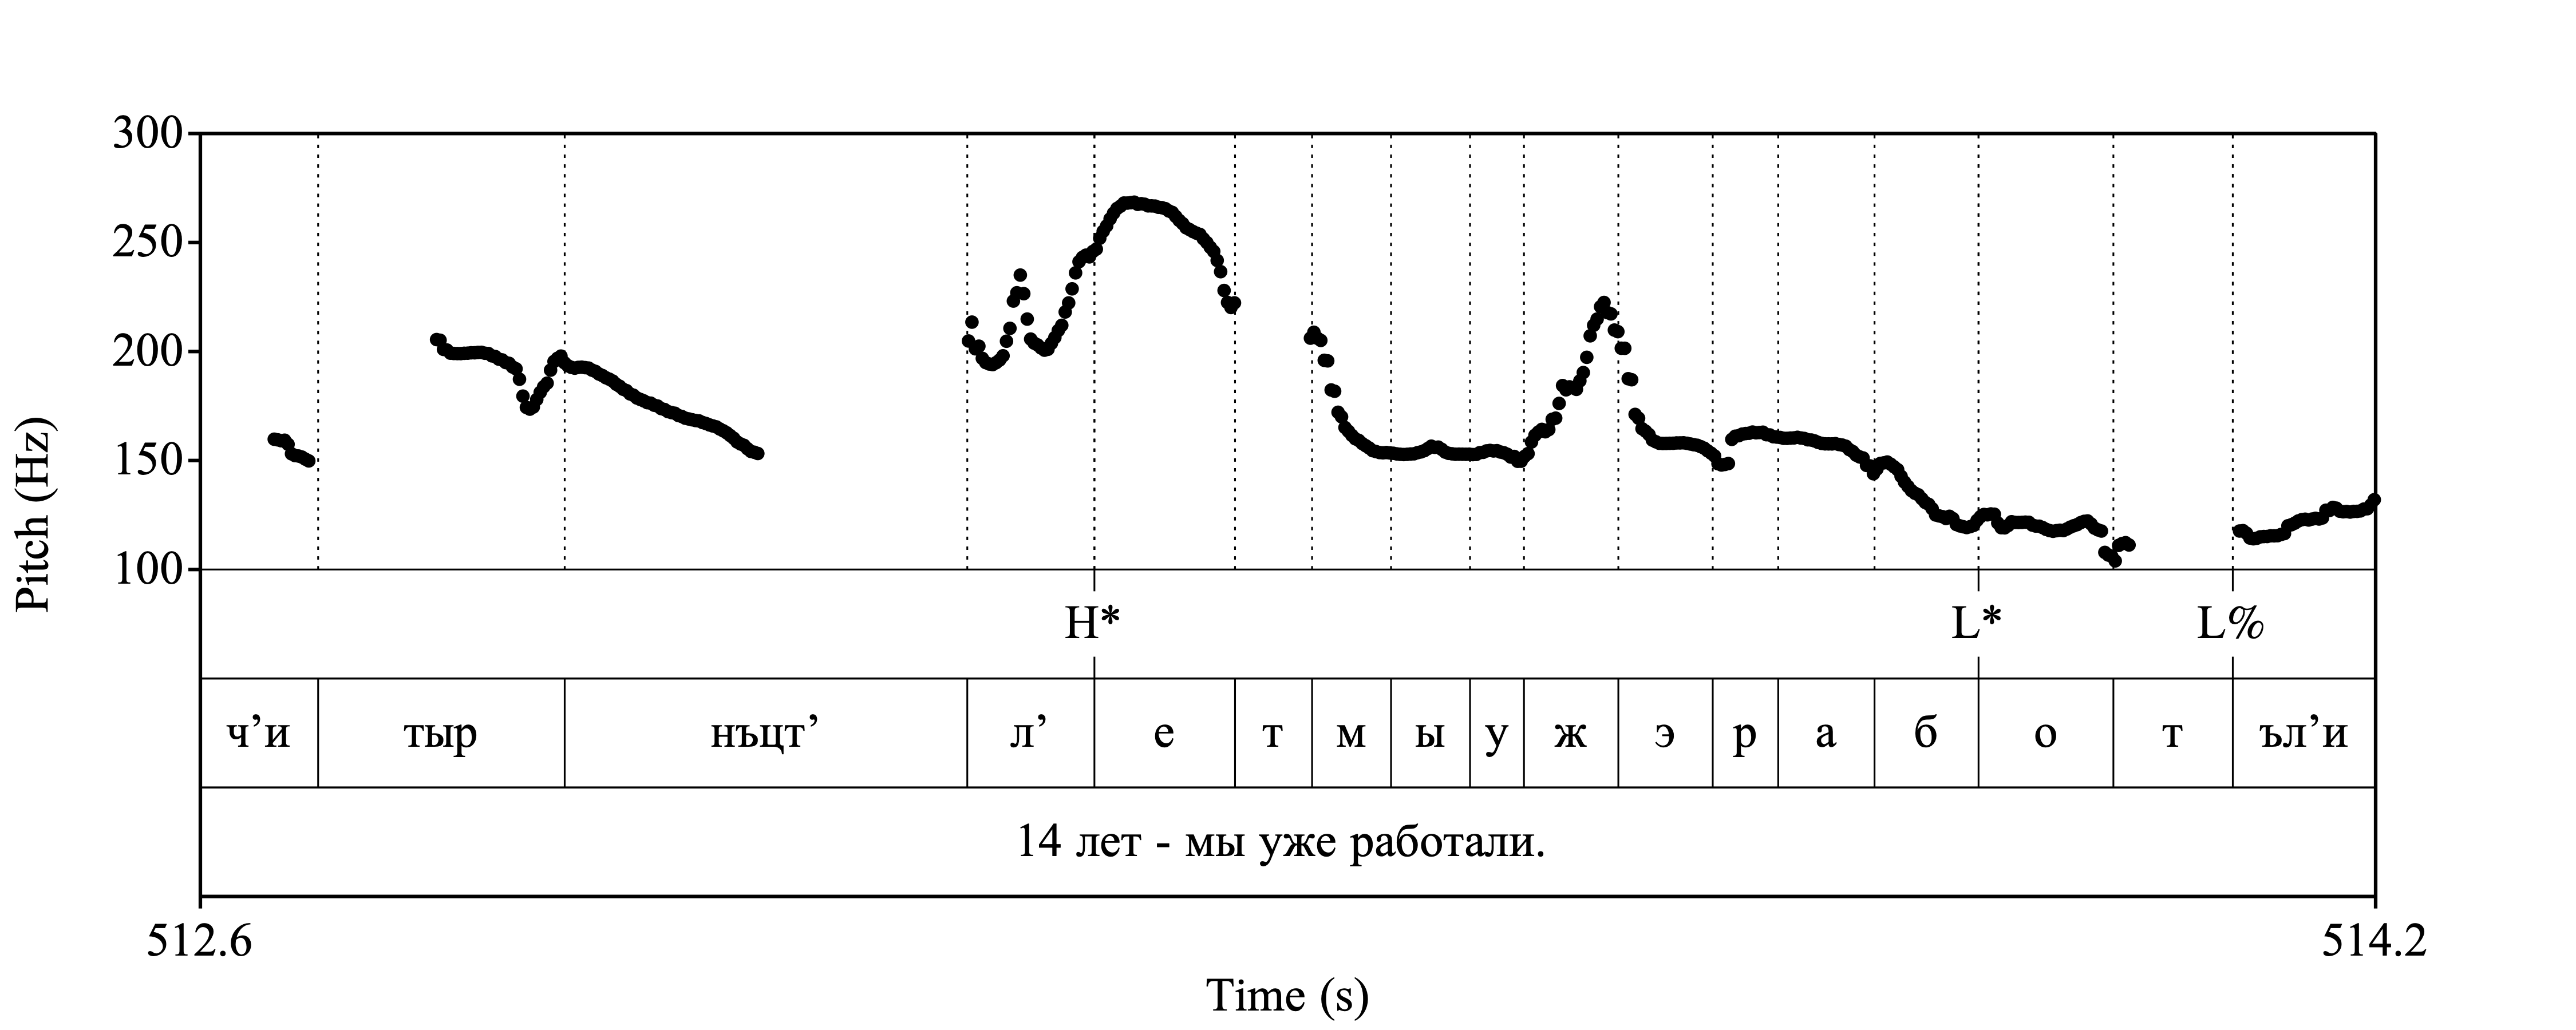 300
250
200
150
100
Pitch (Hz)
H* L* L%
ч’и тыр нъцт’ л’ е т м ы у ж э р а б о т ъл’и
14 лет - мы уже работали.
512.6 514.2
Time (s)